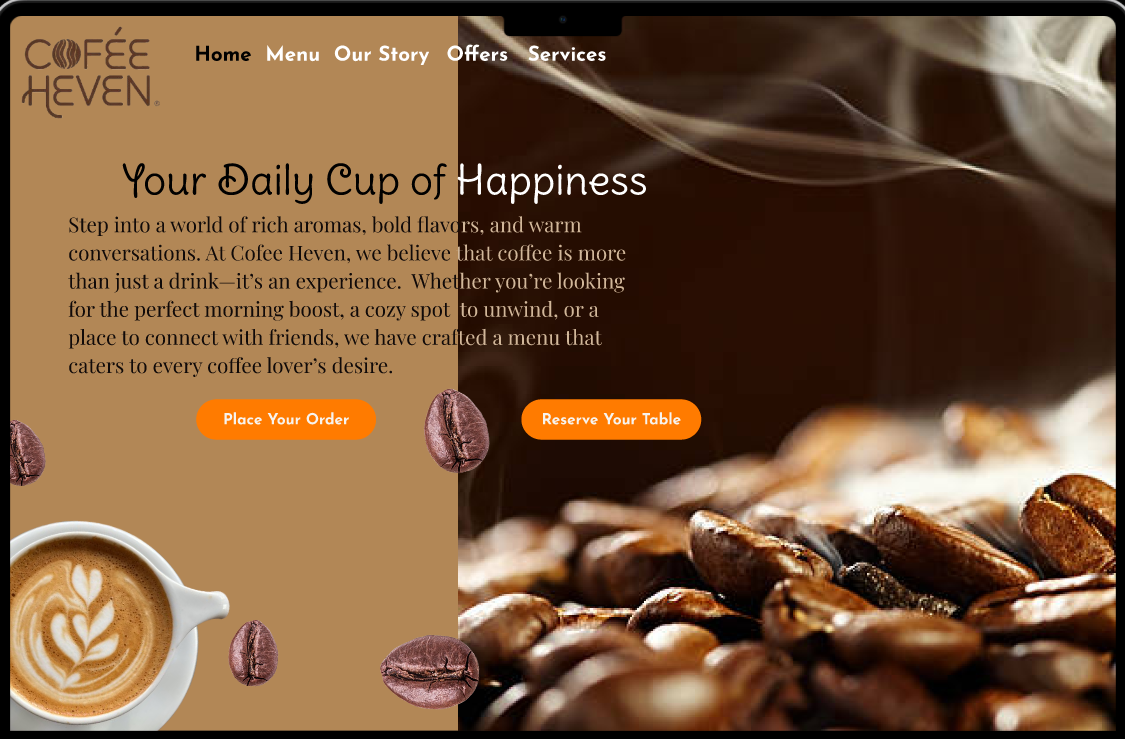 COFÉE
HEVEN®
Home Menu Our Story Offers Services
Your Daily Cup of Happiness
Step into a world of rich aromas, bold flavors, and warm
conversations. At Cofee Heven, we believe that coffee is more
than just a drink—it’s an experience. Whether you’re looking
for the perfect morning boost, a cozy spot to unwind, or a
place to connect with friends, we have crafted a menu that
caters to every coffee lover’s desire.
Place Your Order
Reserve Your Table